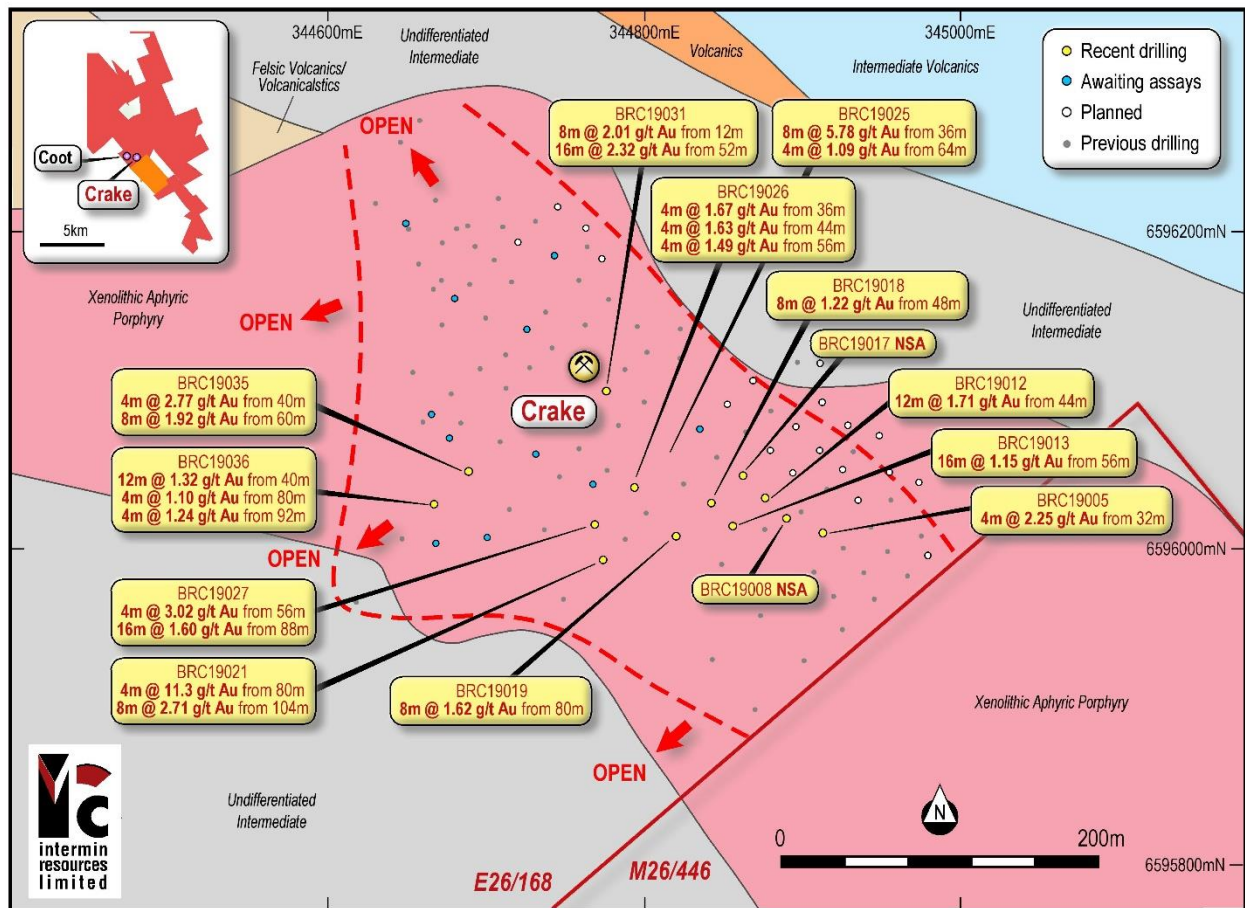 344600mE
344800mE
345000mE
Undifferentiated
Intermediate
Volcanics
Intermediate Volcanics
Felsic Volcanics/
Volcanicalstics
Coot
Crake
5km
Recent drilling
Awaiting assays
Planned
Previous drilling
OPEN
BRC19031
8m @ 2.01 g/t Au from 12m
16m @ 2.32 g/t Au from 52m
BRC19025
8m @ 5.78 g/t Au from 36m
4m @ 1.09 g/t Au from 64m
BRC19026
4m @ 1.67 g/t Au from 36m
4m @ 1.63 g/t Au from 44m
4m @ 1.49 g/t Au from 56m
6596200mN
BRC19018
8m @ 1.22 g/t Au from 48m
Xenolithic Aphyric
Porphyry
OPEN
Undifferentiated
Intermediate
BRC19017 NSA
BRC19035
4m @ 2.77 g/t Au from 40m
8m @ 1.92 g/t Au from 60m
Crake
BRC19012
12m @ 1.71 g/t Au from 44m
BRC19013
16m @ 1.15 g/t Au from 56m
BRC19036
12m @ 1.32 g/t Au from 40m
4m @ 1.10 g/t Au from 80m
4m @ 1.24 g/t Au from 92m
BRC19005
4m @ 2.25 g/t Au from 32m
OPEN
6596000mN
BRC19008 NSA
BRC19027
4m @ 3.02 g/t Au from 56m
16m @ 1.60 g/t Au from 88m
BRC19021
4m @ 11.3 g/t Au from 80m
8m @ 2.71 g/t Au from 104m
BRC19019
8m @ 1.62 g/t Au from 80m
Xenolithic Aphyric Porphyry
OPEN
intermin
resources
limited
Undifferentiated
Intermediate
N
0
200m
6595800mN
E26/168
M26/446